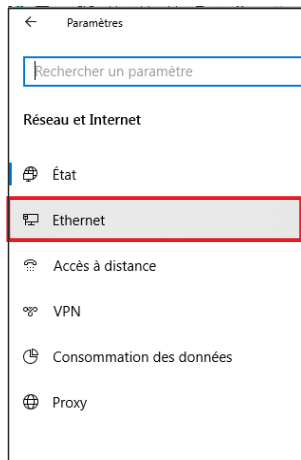 Paramètres
Rechercher un paramètre
Réseau et Internet
État
Ethernet
Accès à distance
VPN
Consommation des données
Proxy